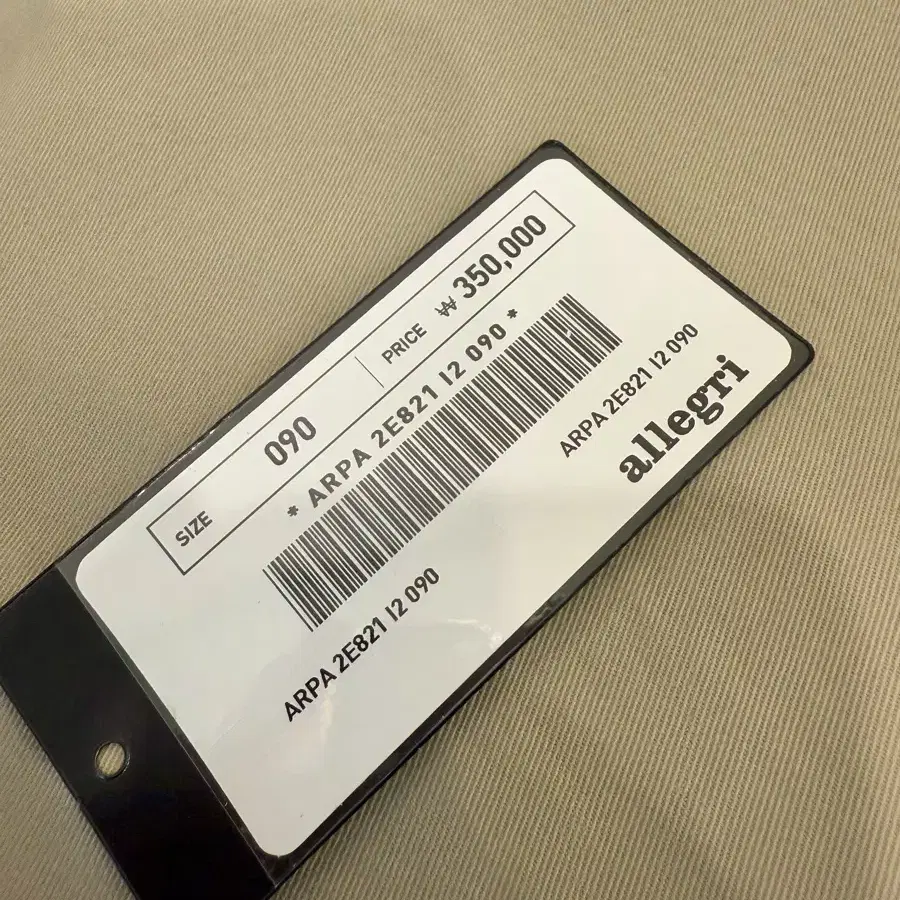 SIZE 090 PRICE ₩ 350,000
* ARPA 2E821 I2 090 *
ARPA 2E821 I2 090
ARPA 2E821 I2 090
allegri